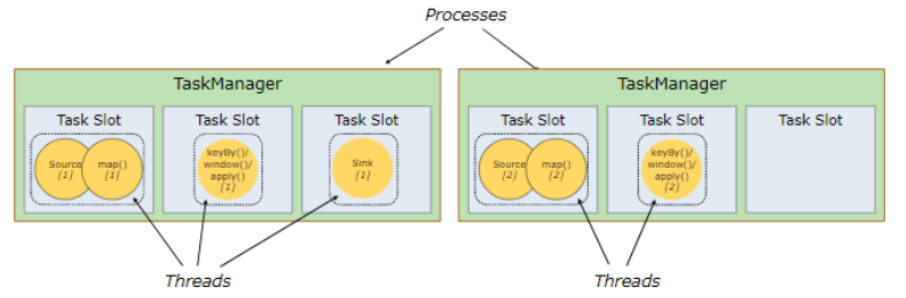 Processes
TaskManager
Task Slot
Source
[1]
map()
[1]
Task Slot
keyBy()/
window()/
apply()
[1]
Task Slot
Sink
[1]
TaskManager
Task Slot
Source
[2]
map()
[2]
Task Slot
keyBy()/
window()/
apply()
[2]
Task Slot
Threads
Threads